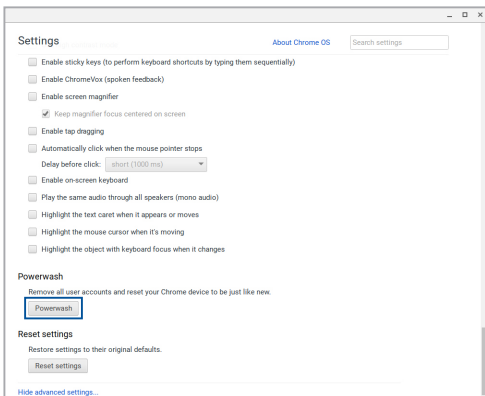 Settings
About Chrome OS
Search settings
Enable sticky keys (to perform keyboard shortcuts by typing them sequentially)
Enable ChromeVox (spoken feedback)
Enable screen magnifier
Keep magnifier focus centered on screen
Enable tap dragging
Automatically click when the mouse pointer stops
Delay before click: short (1000 ms)
Enable on-screen keyboard
Play the same audio through all speakers (mono audio)
Highlight the text caret when it appears or moves
Highlight the mouse cursor when it's moving
Highlight the object with keyboard focus when it changes
Powerwash
Remove all user accounts and reset your Chrome device to be just like new.
Powerwash
Reset settings
Restore settings to their original defaults.
Reset settings
Hide advanced settings...